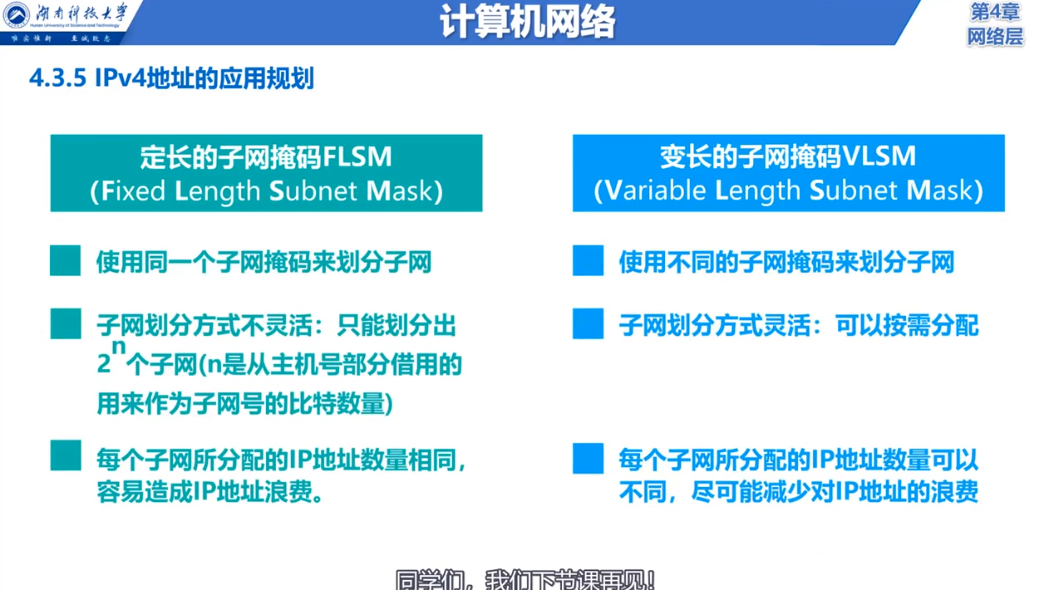 湖南科技大学
Hunan University of Science and Technology
唯实惟新 至诚致志
计算机网络
第4章
网络层
4.3.5 IPv4地址的应用规划
定长的子网掩码FLSM
(Fixed Length Subnet Mask)
使用同一个子网掩码来划分子网
子网划分方式不灵活：只能划分出
2n个子网(n是从主机号部分借用的
用来作为子网号的比特数量)
每个子网所分配的IP地址数量相同，
容易造成IP地址浪费。
变长的子网掩码VLSM
(Variable Length Subnet Mask)
使用不同的子网掩码来划分子网
子网划分方式灵活：可以按需分配
每个子网所分配的IP地址数量可以
不同，尽可能减少对IP地址的浪费
同学们，我们下节课再见！